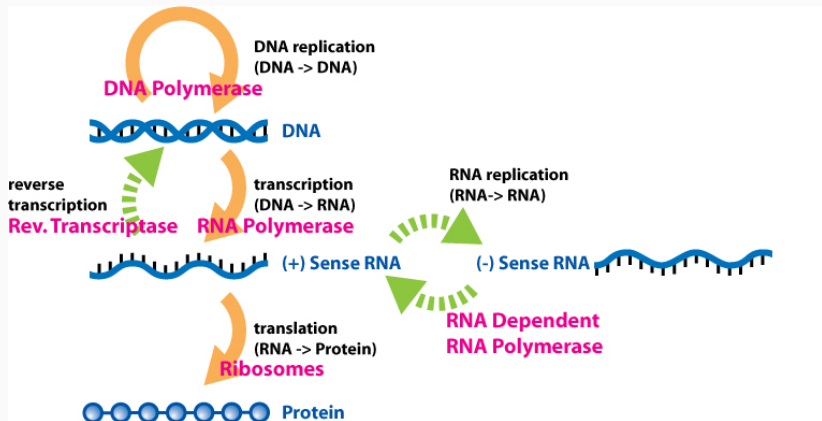 DNA replication
(DNA -> DNA)
DNA Polymerase
DNA
reverse
transcription
Rev. Transcriptase
transcription
(DNA -> RNA)
RNA Polymerase
RNA replication
(RNA-> RNA)
(+) Sense RNA
(-) Sense RNA
RNA Dependent
RNA Polymerase
translation
(RNA -> Protein)
Ribosomes
Protein